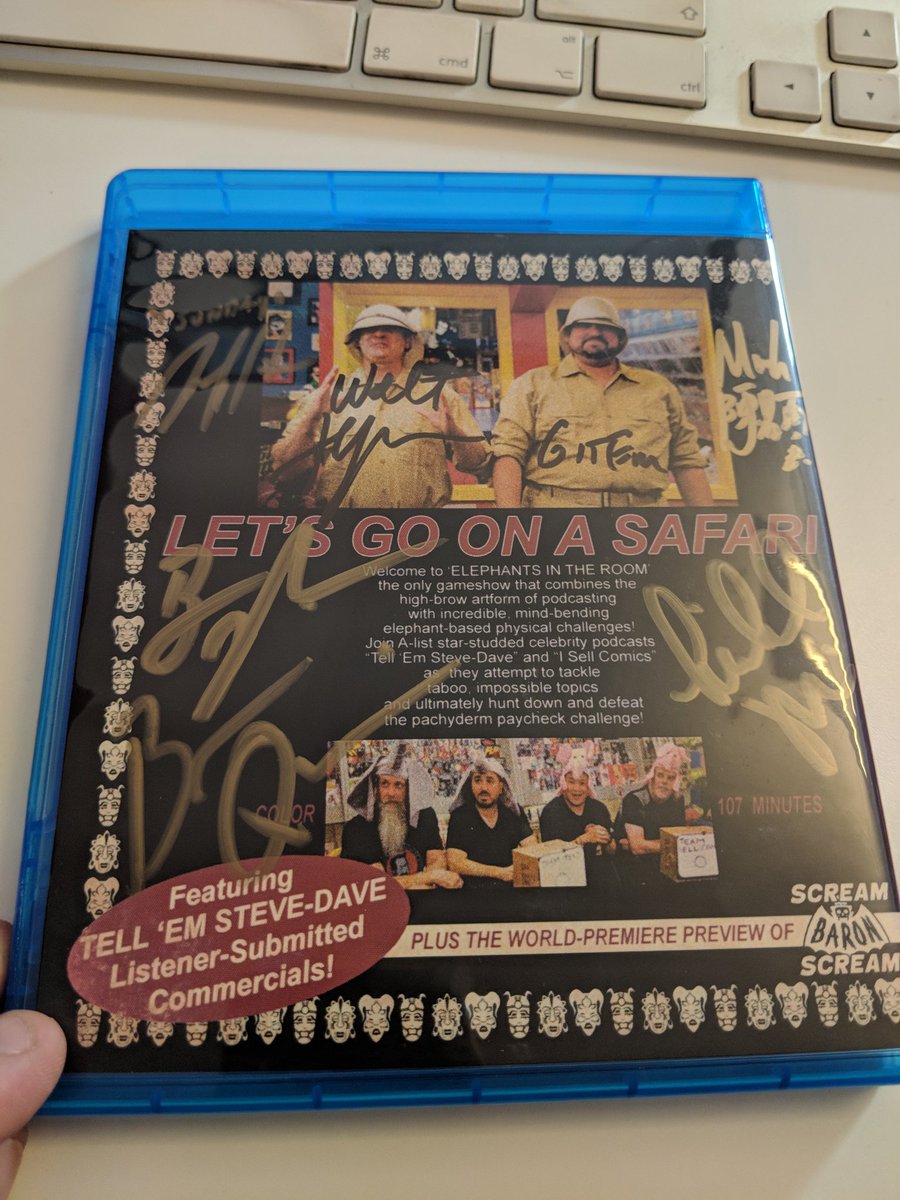 ⌘
cmd
alt
⌥
⇧
ctrl
▲
◄
▼
SUNDAY
Walt
GITEM
LET'S GO ON A SAFARI
Welcome to 'ELEPHANTS IN THE ROOM'
the only gameshow that combines the
high-brow artform of podcasting
with incredible, mind-bending
elephant-based physical challenges!
Join A-list star-studded celebrity podcasts
"Tell 'Em Steve-Dave" and "I Sell Comics"
as they attempt to tackle
taboo, impossible topics
and ultimately hunt down and defeat
the pachyderm paycheck challenge!
COLOR
107 MINUTES
TEAM
Featuring
TELL 'EM STEVE-DAVE
Listener-Submitted
Commercials!
PLUS THE WORLD-PREMIERE PREVIEW OF
SCREAM
BARON
SCREAM